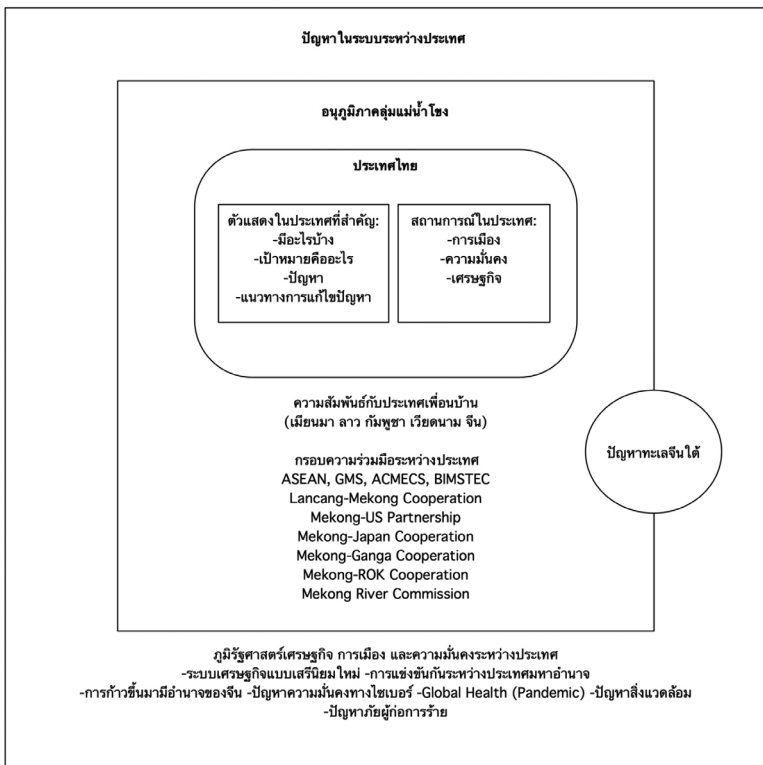 ปัญหาในระบบระหว่างประเทศ
อนุภูมิภาคลุ่มแม่น้ำโขง
ประเทศไทย
ตัวแสดงในประเทศที่สำคัญ:
-มีอะไรบ้าง
-เป้าหมายคืออะไร
-ปัญหา
-แนวทางการแก้ไขปัญหา
สถานการณ์ในประเทศ:
-การเมือง
-ความมั่นคง
-เศรษฐกิจ
ความสัมพันธ์กับประเทศเพื่อนบ้าน
(เมียนมา ลาว กัมพูชา เวียดนาม จีน)
ปัญหาทะเลจีนใต้
กรอบความร่วมมือระหว่างประเทศ
ASEAN, GMS, ACMECS, BIMSTEC
Lancang-Mekong Cooperation
Mekong-US Partnership
Mekong-Japan Cooperation
Mekong-Ganga Cooperation
Mekong-ROK Cooperation
Mekong River Commission
ภูมิรัฐศาสตร์เศรษฐกิจ การเมือง และความมั่นคงระหว่างประเทศ
-ระบบเศรษฐกิจแบบเสรีนิยมใหม่ -การแข่งขันกันระหว่างประเทศมหาอำนาจ
-การก้าวขึ้นมามีอำนาจของจีน -ปัญหาความมั่นคงทางไซเบอร์ -Global Health (Pandemic) -ปัญหาสิ่งแวดล้อม
-ปัญหาภัยผู้ก่อการร้าย